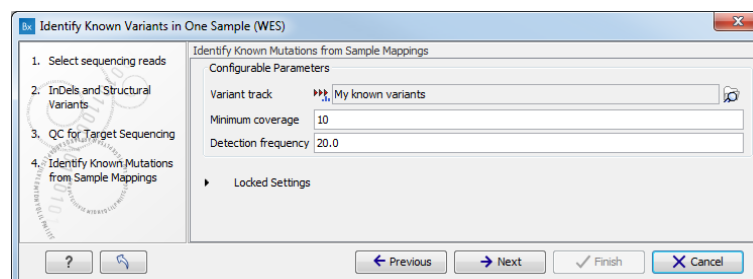 Bx Identify Known Variants in One Sample (WES)
X
1. Select sequencing reads
2. InDels and Structural
Variants
3. QC for Target Sequencing
4. Identify Known Mutations
from Sample Mappings
Identify Known Mutations from Sample Mappings
Configurable Parameters
Variant track My known variants
Minimum coverage 10
Detection frequency 20.0
Locked Settings
?
Previous
Next
Finish
Cancel